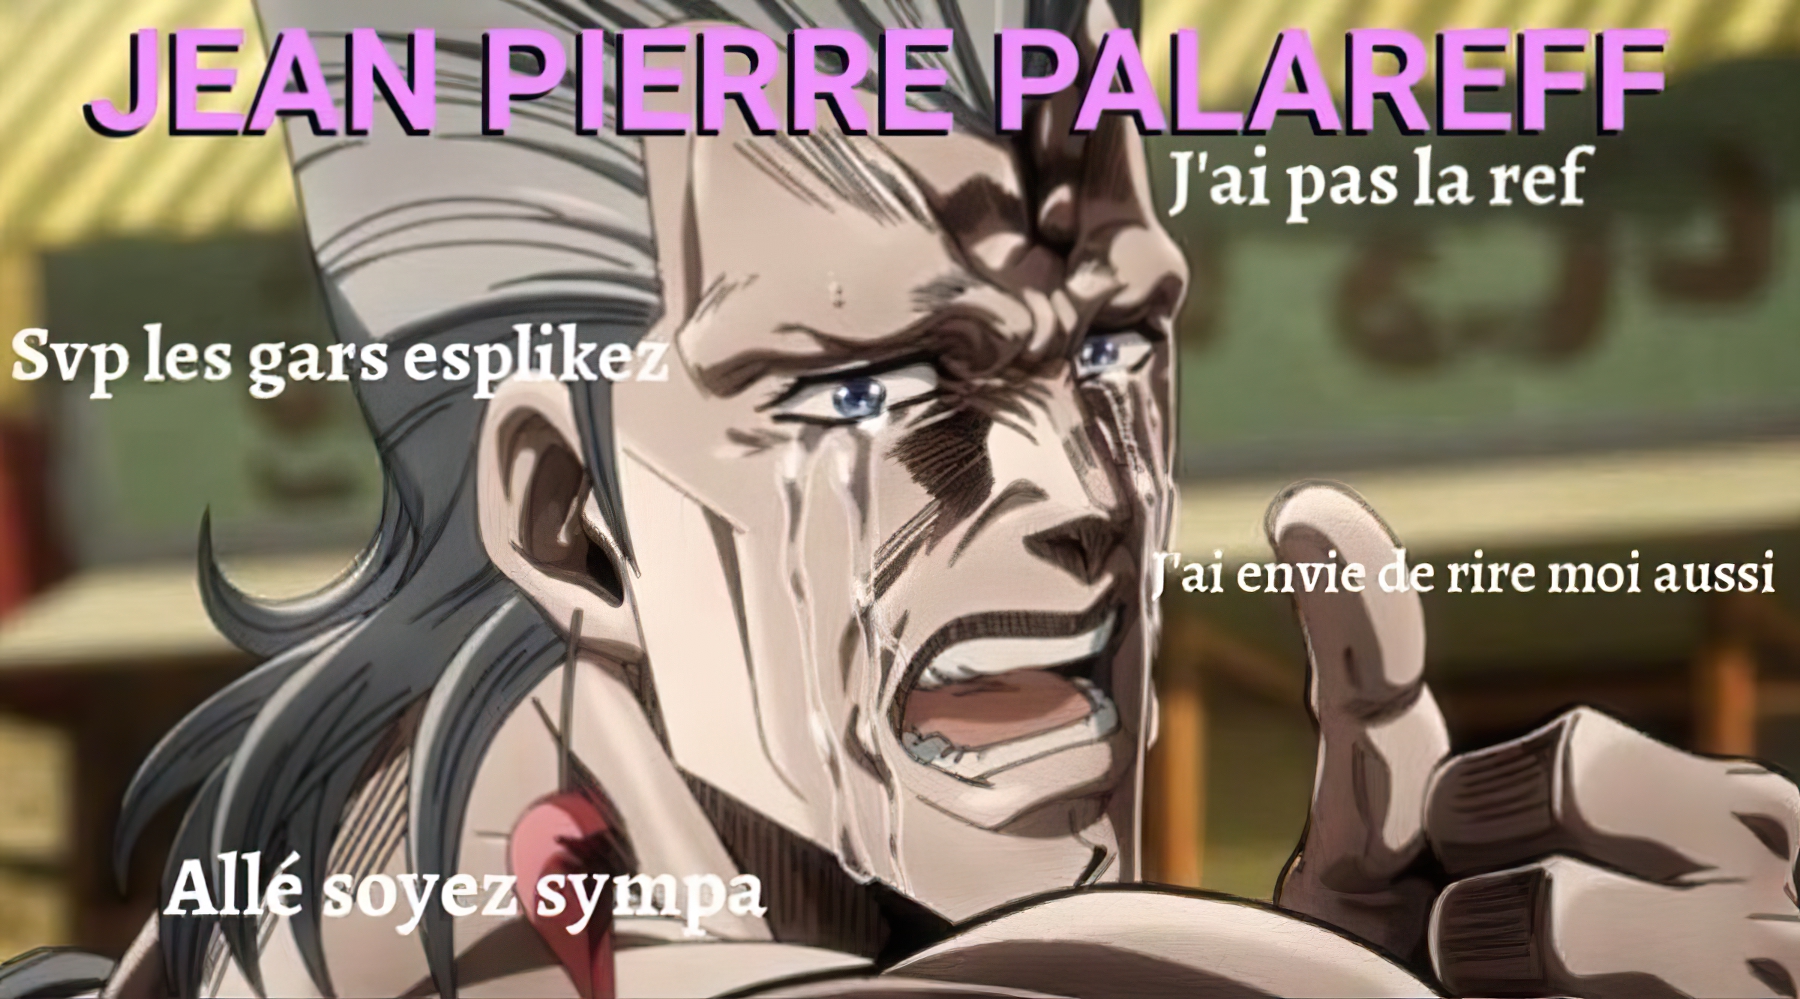 JEAN PIERRE PALAREFF
J'ai pas la ref
Svp les gars esplikez
J'ai envie de rire moi aussi
Allé soyez sympa